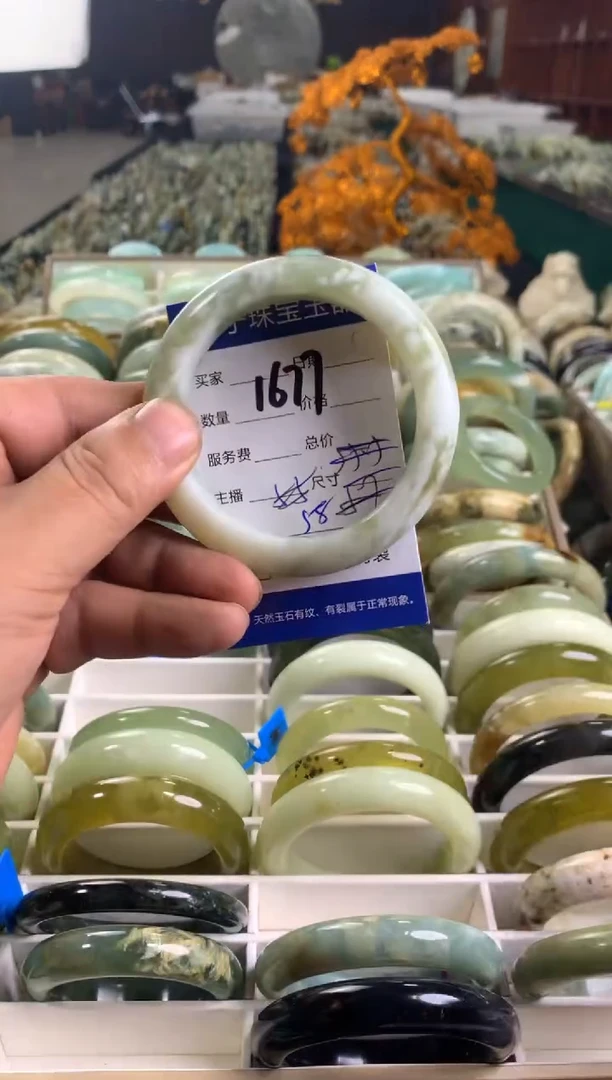 珠宝玉
买家
1677
数量 价格
服务费 总价
主播 尺寸
58
裂
天然玉石有纹、有裂属于正常现象。